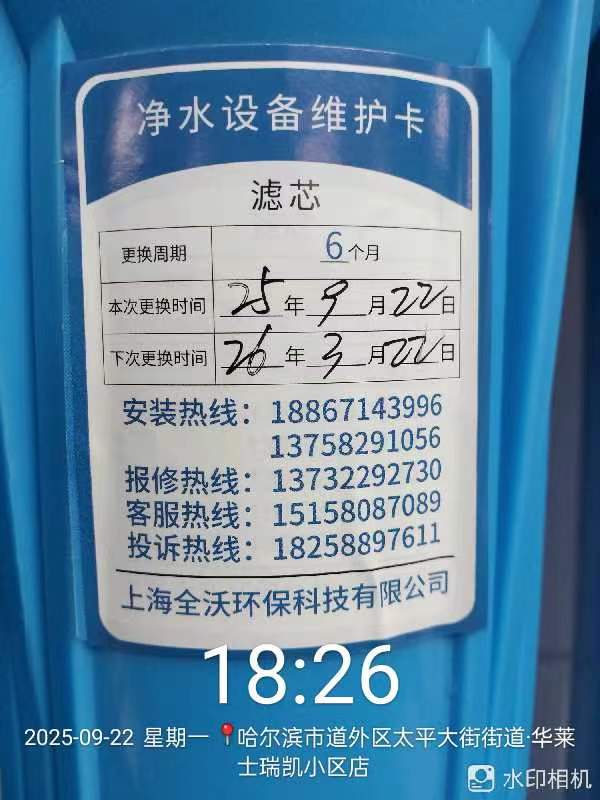 净水设备维护卡
滤芯
更换周期 6个月
本次更换时间 25年9月22日
下次更换时间 26年3月22日
安装热线：18867143996
13758291056
报修热线：13732292730
客服热线：15158087089
投诉热线：18258897611
上海全沃环保科技有限公司
18:26
2025-09-22 星期一 哈尔滨市道外区太平大街街道·华莱
士瑞凯小区店
水印相机